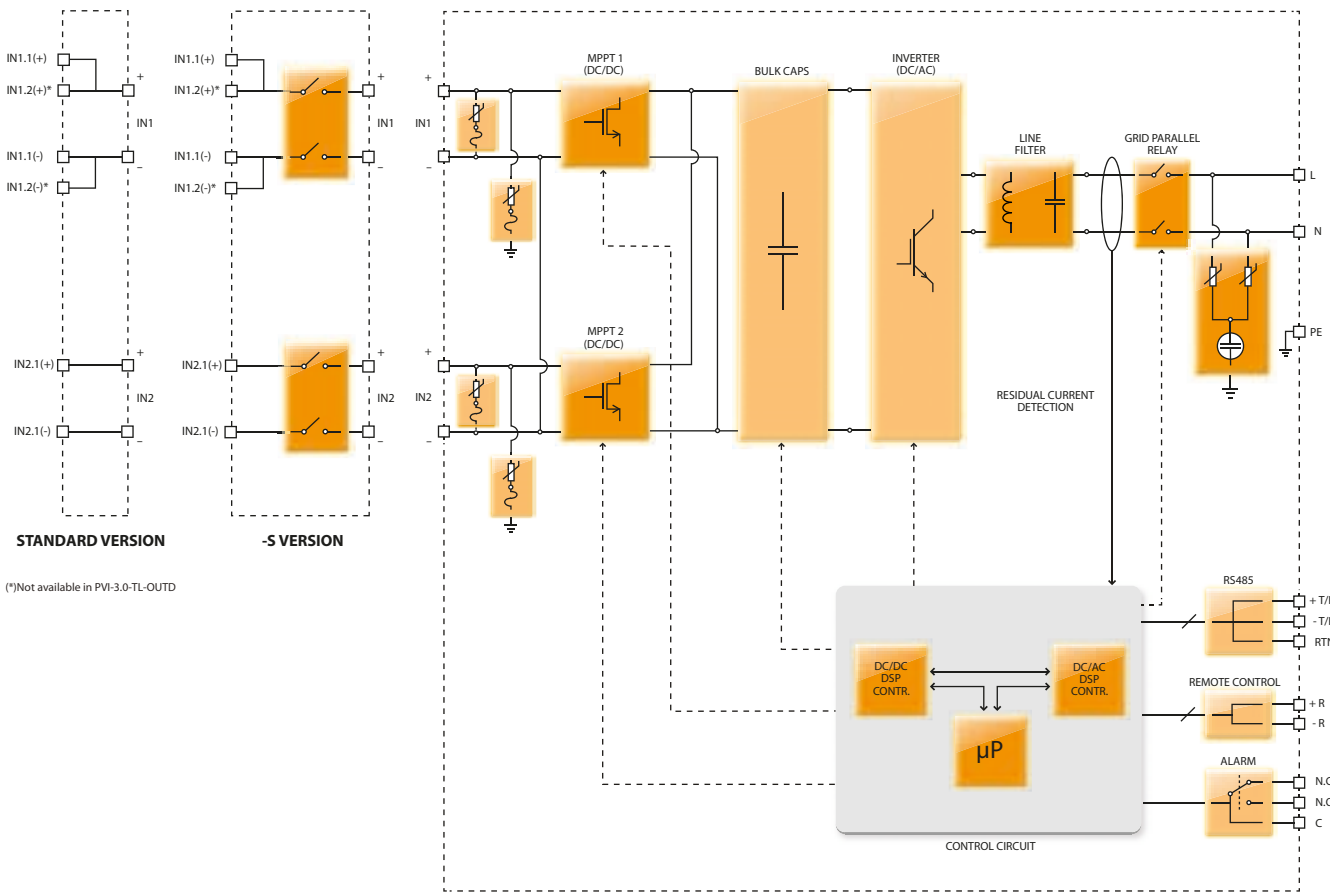 IN1.1(+)
IN1.2(+)*
+
IN1
IN1.1(-)
–
IN1.2(-)*
IN2.1(+)
+
IN2
IN2.1(-)
–
STANDARD VERSION
(*)Not available in PVI-3.0-TL-OUTD
IN1.1(+)
IN1.2(+)*
+
IN1
IN1.1(-)
–
IN1.2(-)*
IN2.1(+)
+
IN2
IN2.1(-)
–
-S VERSION
+
IN1
–
+
IN2
–
MPPT 1
(DC/DC)
MPPT 2
(DC/DC)
BULK CAPS
INVERTER
(DC/AC)
LINE
FILTER
GRID PARALLEL
RELAY
L
N
PE
RESIDUAL CURRENT
DETECTION
DC/DC
DSP
CONTR.
DC/AC
DSP
CONTR.
µP
CONTROL CIRCUIT
RS485
+ T/
- T/
REMOTE CONTROL
+ R
- R
ALARM
N.
N.
C